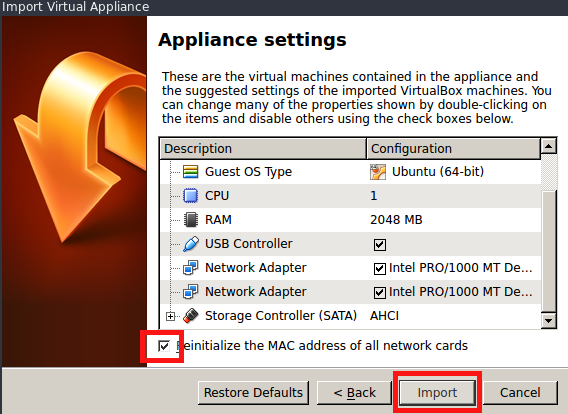 Import Virtual Appliance
Appliance settings
These are the virtual machines contained in the appliance and
the suggested settings of the imported VirtualBox machines. You
can change many of the properties shown by double-clicking on
the items and disable others using the check boxes below.
Description Configuration
Guest OS Type Ubuntu (64-bit)
CPU 1
RAM 2048 MB
USB Controller
Network Adapter Intel PRO/1000 MT De...
Network Adapter Intel PRO/1000 MT De...
Storage Controller (SATA) AHCI
Reinitialize the MAC address of all network cards
Restore Defaults < Back Import Cancel